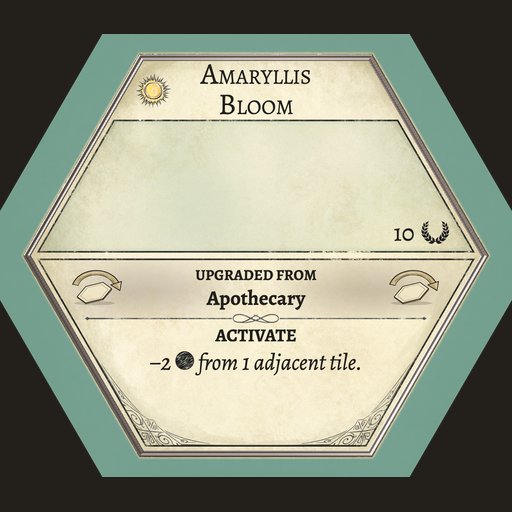 Amaryllis
Bloom
10
UPGRADED FROM
Apothecary
ACTIVATE
–2 from 1 adjacent tile.